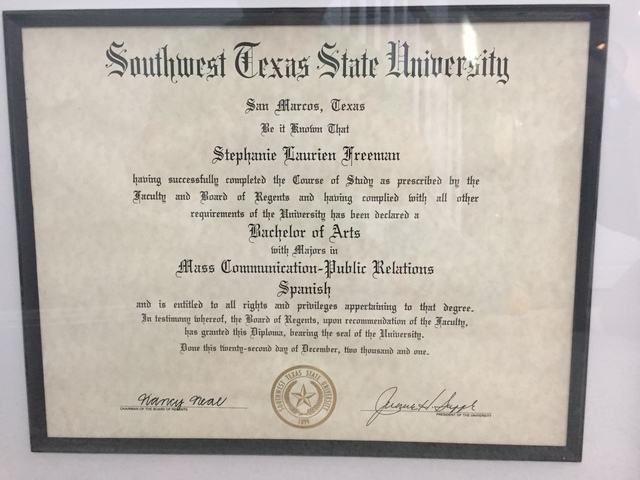 Southwest Texas State University
San Marcos, Texas
Be it Known That
Stephanie Laurien Freeman
having successfully completed the Course of Study as prescribed by the
Faculty and Board of Regents and having complied with all other
requirements of the University has been declared a
Bachelor of Arts
with Majors in
Mass Communication-Public Relations
Spanish
and is entitled to all rights and privileges appertaining to that degree.
In testimony whereof, the Board of Regents, upon recommendation of the Faculty,
has granted this Diploma, bearing the seal of the University.
Done this twenty-second day of December, two thousand and one.
SOUTHWEST TEXAS STATE UNIVERSITY
1899
Nancy Neal
CHAIRMAN OF THE BOARD OF REGENTS
PRESIDENT OF THE UNIVERSITY